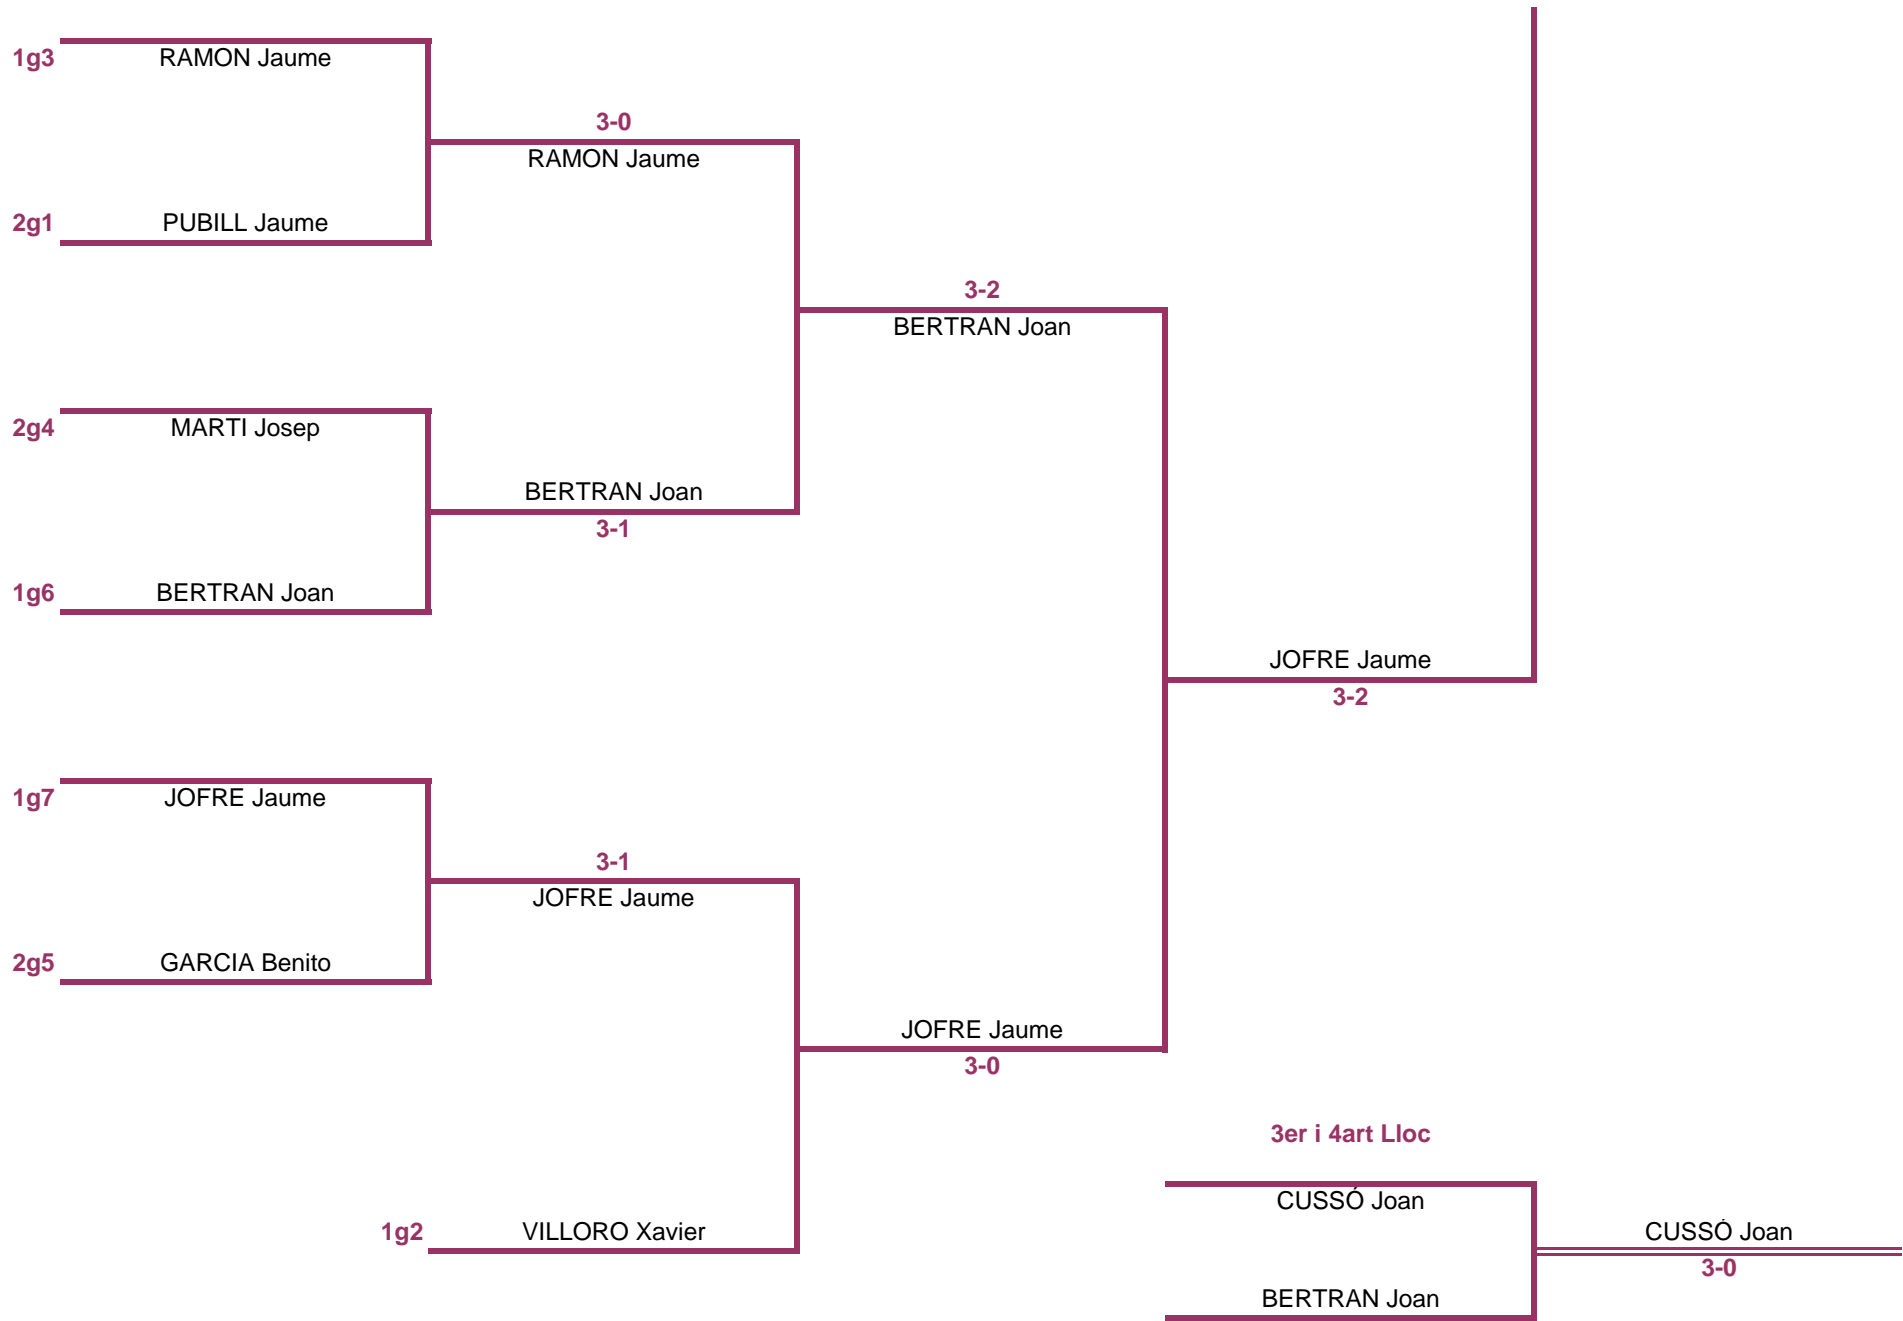 1g3 RAMON Jaume
3-0
RAMON Jaume
2g1 PUBILL Jaume
3-2
BERTRAN Joan
2g4 MARTI Josep
BERTRAN Joan
3-1
1g6 BERTRAN Joan
JOFRE Jaume
3-2
1g7 JOFRE Jaume
3-1
JOFRE Jaume
2g5 GARCIA Benito
JOFRE Jaume
3-0
3er i 4art Lloc
CUSSÓ Joan
1g2 VILLORO Xavier
CUSSÓ Joan
3-0
BERTRAN Joan